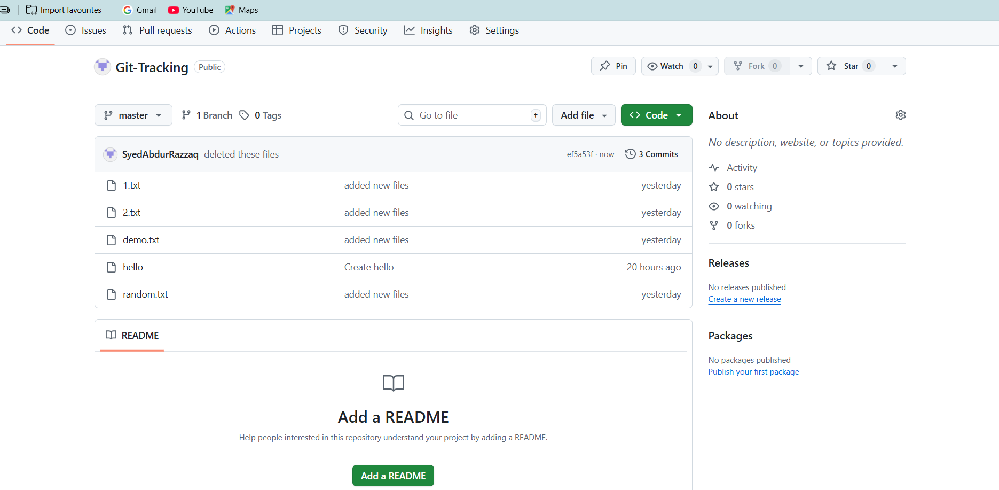 Import favourites Gmail YouTube Maps
Code Issues Pull requests Actions Projects Security Insights Settings
Git-Tracking Public Pin Watch 0 Fork 0 Star 0
master 1 Branch 0 Tags Go to file t Add file Code
SyedAbdurRazzaq deleted these files ef5a53f · now 3 Commits
1.txt added new files yesterday
2.txt added new files yesterday
demo.txt added new files yesterday
hello Create hello 20 hours ago
random.txt added new files yesterday
README
Add a README
Help people interested in this repository understand your project by adding a README.
Add a README
About
No description, website, or topics provided.
Activity
0 stars
0 watching
0 forks
Releases
No releases published
Create a new release
Packages
No packages published
Publish your first package